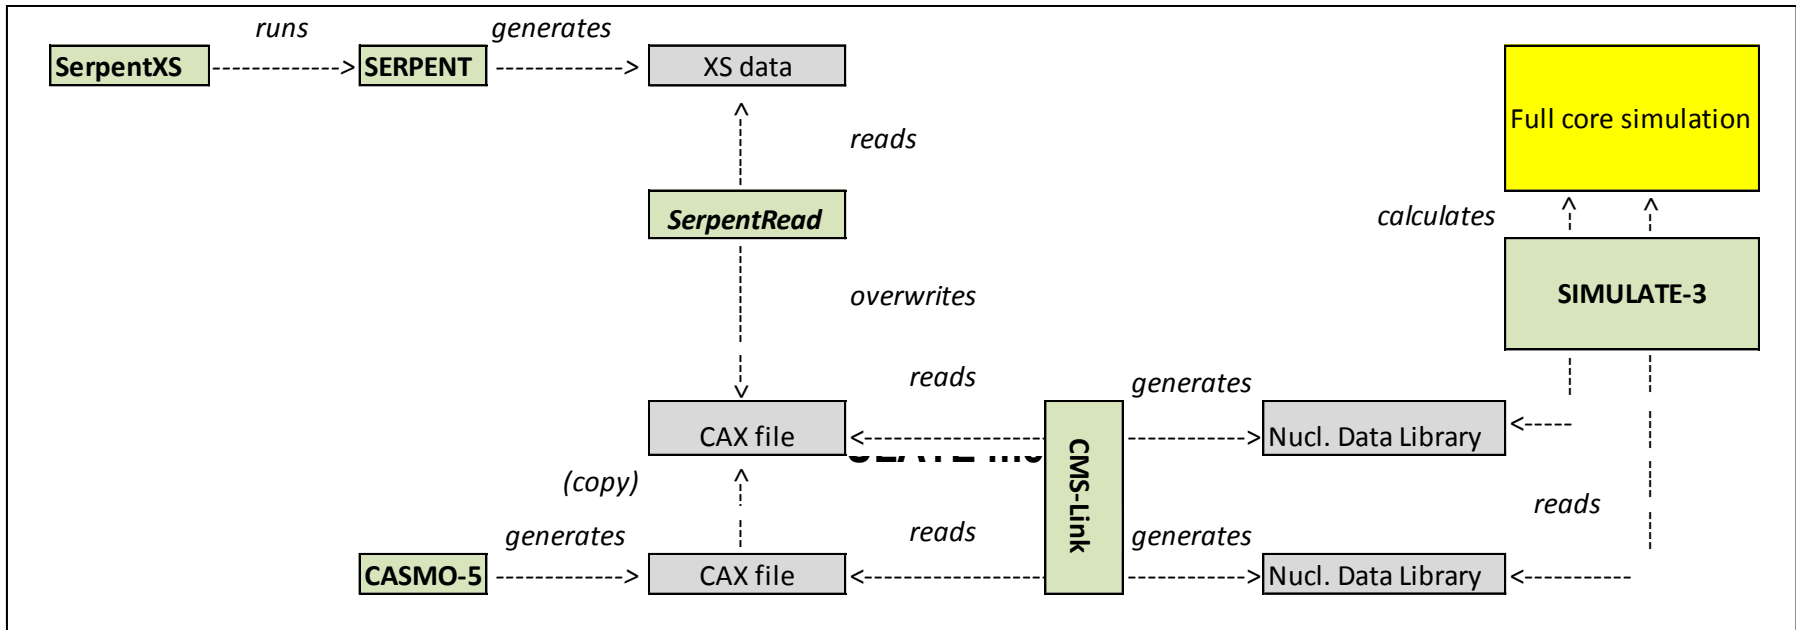 runs
generates
SerpentXS
SERPENT
XS data
Full core simulation
reads
SerpentRead
calculates
overwrites
SIMULATE-3
reads
generates
CAX file
CMS-Link
Nucl. Data Library
(copy)
generates
reads
generates
reads
CASMO-5
CAX file
Nucl. Data Library